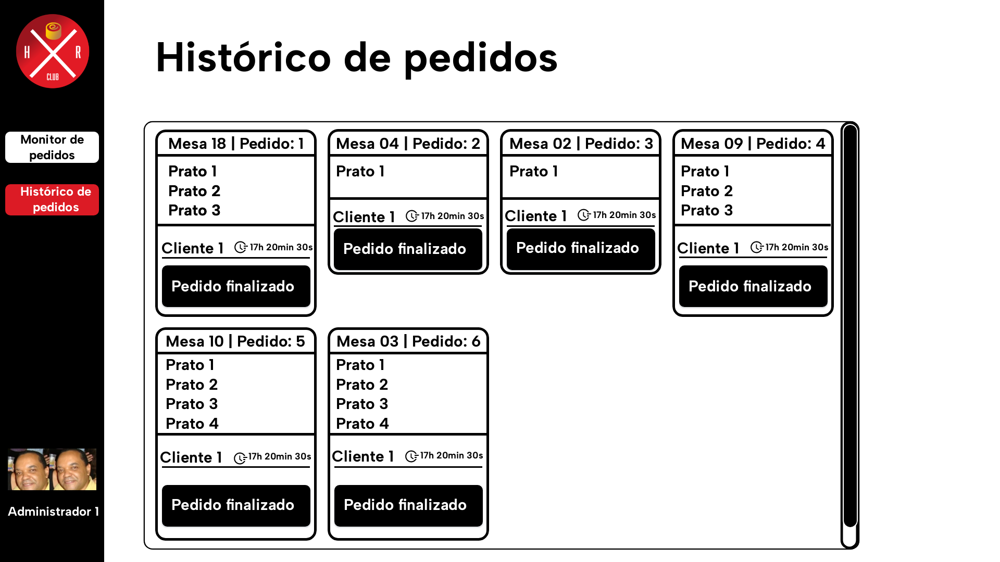 H R
CLUB
Monitor de
pedidos
Histórico de
pedidos
Administrador 1
Histórico de pedidos
Mesa 18 | Pedido: 1
Prato 1
Prato 2
Prato 3
Cliente 1 17h 20min 30s
Pedido finalizado
Mesa 04 | Pedido: 2
Prato 1
Cliente 1 17h 20min 30s
Pedido finalizado
Mesa 02 | Pedido: 3
Prato 1
Cliente 1 17h 20min 30s
Pedido finalizado
Mesa 09 | Pedido: 4
Prato 1
Prato 2
Prato 3
Cliente 1 17h 20min 30s
Pedido finalizado
Mesa 10 | Pedido: 5
Prato 1
Prato 2
Prato 3
Prato 4
Cliente 1 17h 20min 30s
Pedido finalizado
Mesa 03 | Pedido: 6
Prato 1
Prato 2
Prato 3
Prato 4
Cliente 1 17h 20min 30s
Pedido finalizado